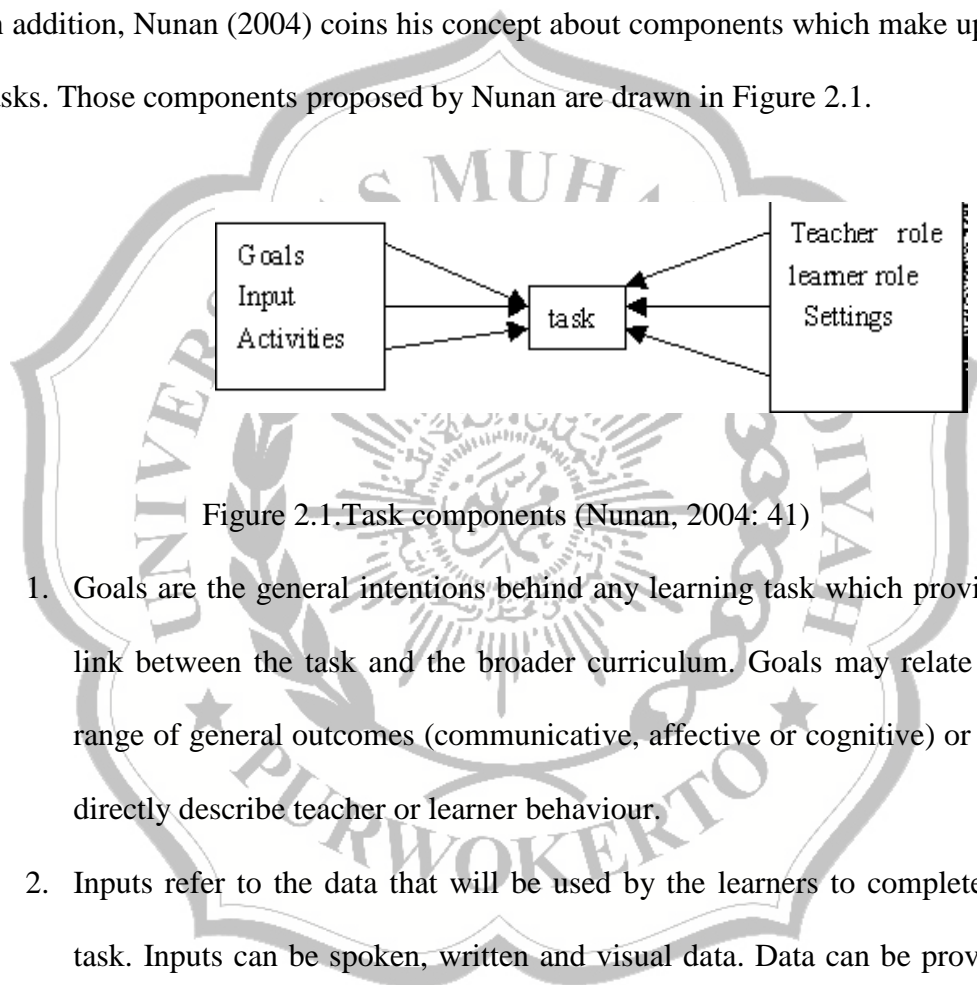 addition, Nunan (2004) coins his concept about components which make up
sks. Those components proposed by Nunan are drawn in Figure 2.1.
Goals
Input
Activities
task
Teacher role
learner role
Settings
Figure 2.1.Task components (Nunan, 2004: 41)
1. Goals are the general intentions behind any learning task which provi
link between the task and the broader curriculum. Goals may relate
range of general outcomes (communicative, affective or cognitive) or
directly describe teacher or learner behaviour.
2. Inputs refer to the data that will be used by the learners to complete
task. Inputs can be spoken, written and visual data. Data can be prov
UNIVERS
S MUHA
DIYAH
PURWOKERTO